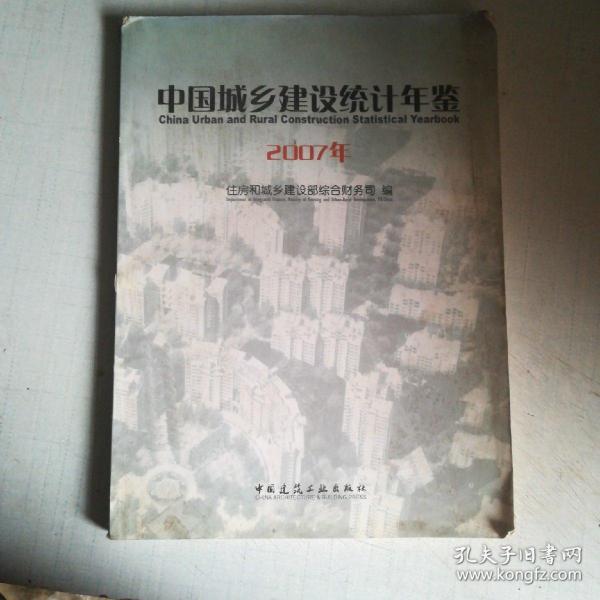 中国城乡建设统计年鉴
China Urban and Rural Construction Statistical Yearbook
2007年
住房和城乡建设部综合财务司 编
中国建筑工业出版社
CHINA ARCHITECTURE & BUILDING PRESS
孔夫子旧书网
www.kongfz.com